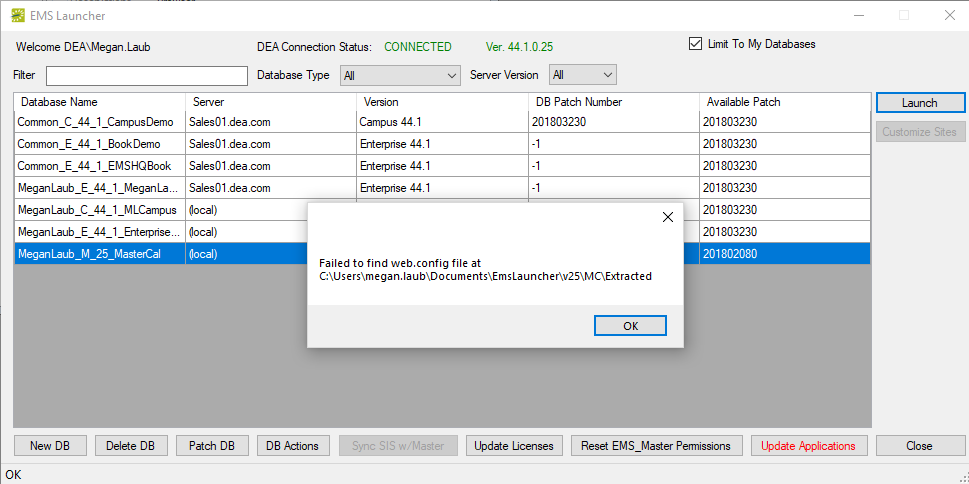 EMS Launcher
Welcome DEA\Megan.Laub DEA Connection Status: CONNECTED Ver. 44.1.0.25 Limit To My Databases
Filter Database Type All Server Version All
Database Name Server Version DB Patch Number Available Patch Launch
Common_C_44_1_CampusDemo Sales01.dea.com Campus 44.1 201803230 201803230
Customize Sites
Common_E_44_1_BookDemo Sales01.dea.com Enterprise 44.1 -1 201803230
Common_E_44_1_EMSHQBook Sales01.dea.com Enterprise 44.1 -1 201803230
MeganLaub_E_44_1_MeganLa... Sales01.dea.com Enterprise 44.1 -1 201803230
MeganLaub_C_44_1_MLCampus (local) 201803230
MeganLaub_E_44_1_Enterprise... (local) 201803230
MeganLaub_M_25_MasterCal (local) 201802080
Failed to find web.config file at
C:\Users\megan.laub\Documents\EmsLauncher\v25\MC\Extracted
OK
New DB Delete DB Patch DB DB Actions Sync SIS w/Master Update Licenses Reset EMS_Master Permissions Update Applications Close
OK